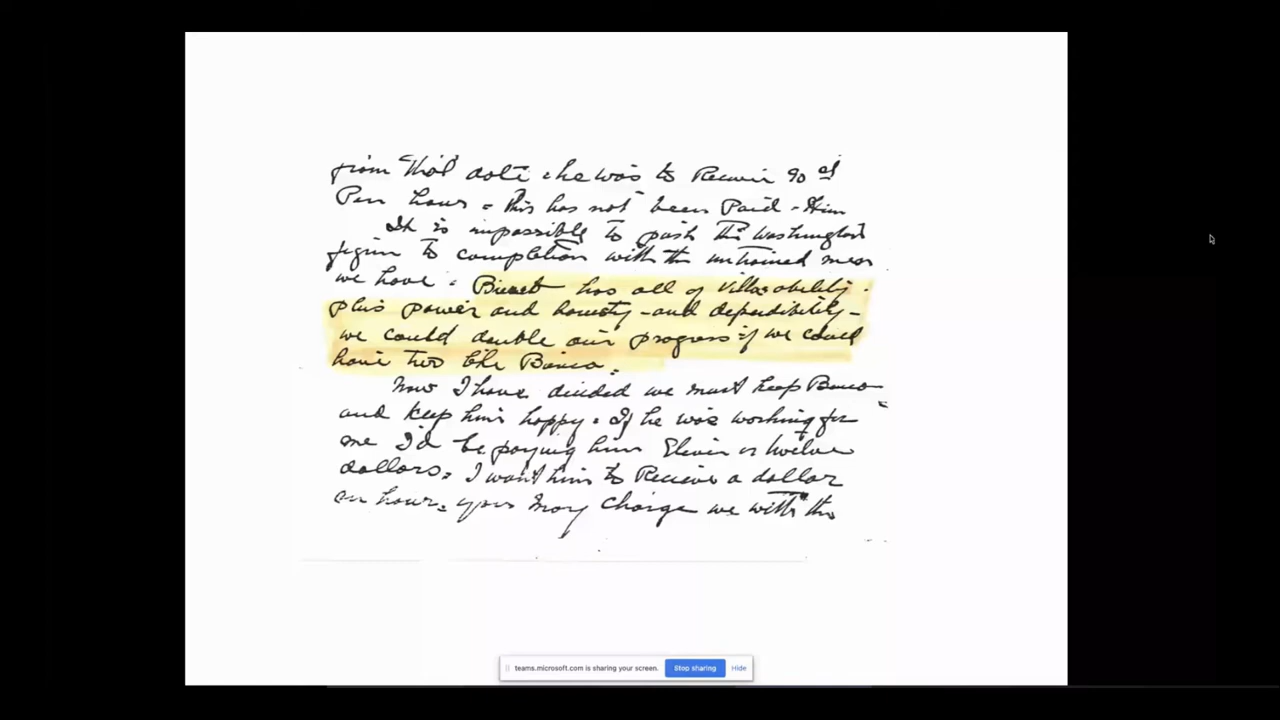 from that date he was to Receive 90 ct
Per hour. This has not been Paid - Him
It is impossible to push the Washington
figure to completion with the untrained men
we have. has all of Villas ability.
plus power and honesty - and dependibility -
we could double our progress if we could
have two like Bianco.
Now I have decided we must keep Bianco
and keep him happy. If he was working for
me I'd be paying him Eleven or twelve
dollars. I want him to Recieve a dollar
an hour. you may charge me with the
teams.microsoft.com is sharing your screen. Stop sharing Hide